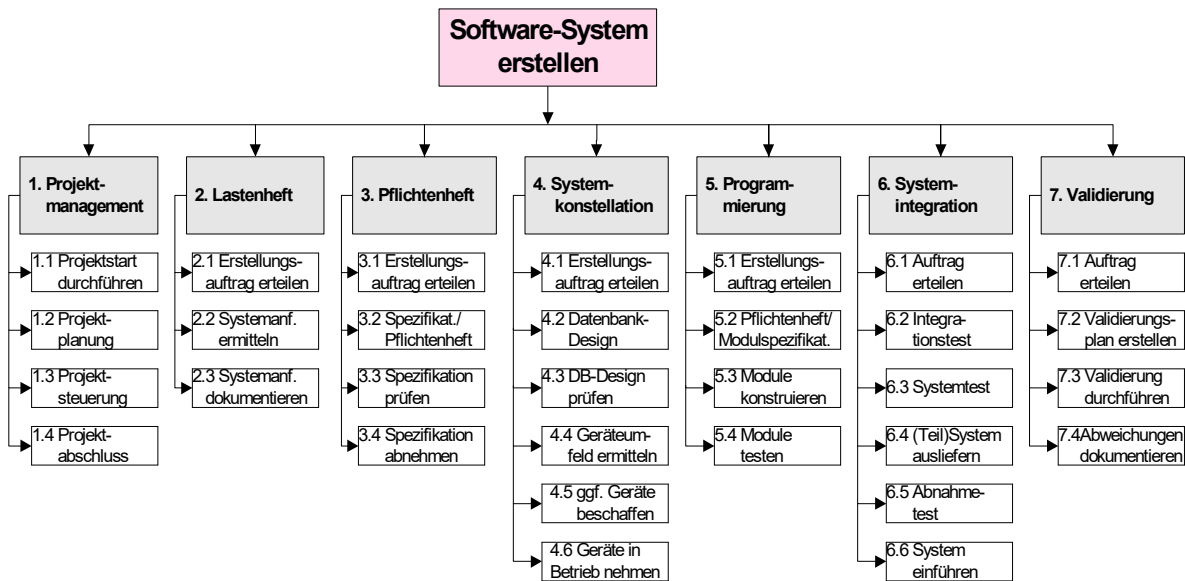 Software-System
erstellen
1. Projekt-
management
1.1 Projektstart
durchführen
1.2 Projekt-
planung
1.3 Projekt-
steuerung
1.4 Projekt-
abschluss
2. Lastenheft
2.1 Erstellungs-
auftrag erteilen
2.2 Systemanf.
ermitteln
2.3 Systemanf.
dokumentieren
3. Pflichtenheft
3.1 Erstellungs-
auftrag erteilen
3.2 Spezifikat./
Pflichtenheft
3.3 Spezifikation
prüfen
3.4 Spezifikation
abnehmen
4. System-
konstellation
4.1 Erstellungs-
auftrag erteilen
4.2 Datenbank-
Design
4.3 DB-Design
prüfen
4.4 Geräteum-
feld ermitteln
4.5 ggf. Geräte
beschaffen
4.6 Geräte in
Betrieb nehmen
5. Program-
mierung
5.1 Erstellungs-
auftrag erteilen
5.2 Pflichtenheft/
Modulspezifikat.
5.3 Module
konstruieren
5.4 Module
testen
6. System-
integration
6.1 Auftrag
erteilen
6.2 Integra-
tionstest
6.3 Systemtest
6.4 (Teil)System
ausliefern
6.5 Abnahme-
test
6.6 System
einführen
7. Validierung
7.1 Auftrag
erteilen
7.2 Validierungs-
plan erstellen
7.3 Validierung
durchführen
7.4Abweichungen
dokumentieren